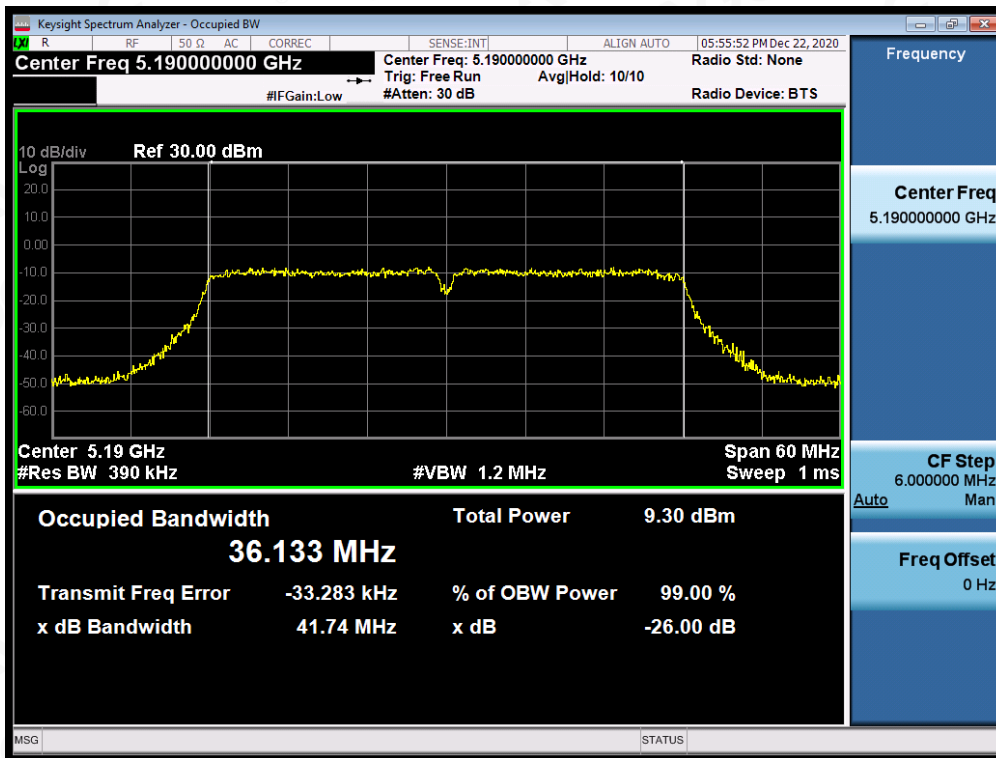 Keysight Spectrum Analyzer - Occupied BW
LXI R RF 50 Ω AC CORREC SENSE:INT ALIGN AUTO 05:55:52 PM Dec 22, 2020
Center Freq 5.190000000 GHz
Center Freq: 5.190000000 GHz
Radio Std: None
Trig: Free Run Avg|Hold: 10/10
#IFGain:Low
#Atten: 30 dB
Radio Device: BTS
10 dB/div Ref 30.00 dBm
Log
20.0
10.0
0.00
-10.0
-20.0
-30.0
-40.0
-50.0
-60.0
Center 5.19 GHz Span 60 MHz
#Res BW 390 kHz #VBW 1.2 MHz Sweep 1 ms
Occupied Bandwidth Total Power 9.30 dBm
36.133 MHz
Transmit Freq Error -33.283 kHz % of OBW Power 99.00 %
x dB Bandwidth 41.74 MHz x dB -26.00 dB
MSG STATUS
Frequency
Center Freq
5.190000000 GHz
CF Step
6.000000 MHz
Auto Man
Freq Offset
0 Hz